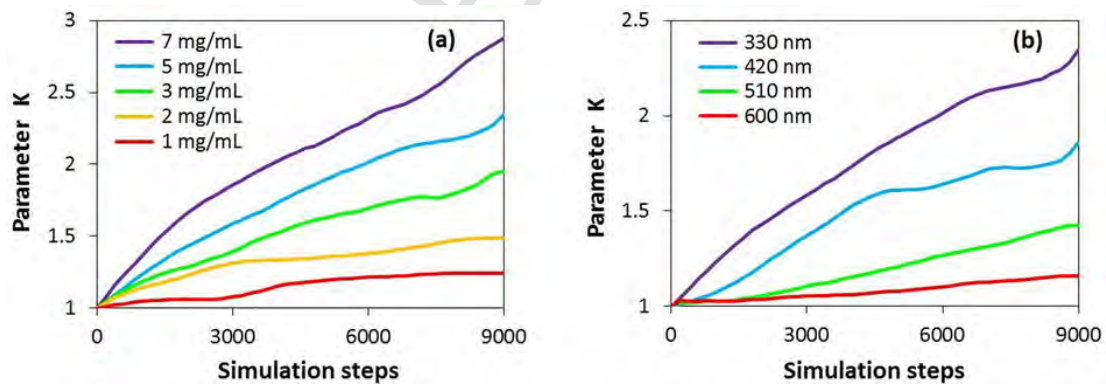 (a)
3
2.5
2
1.5
1
7 mg/mL
5 mg/mL
3 mg/mL
2 mg/mL
1 mg/mL
Parameter K
0
3000
6000
9000
Simulation steps
(b)
2.5
2
1.5
1
330 nm
420 nm
510 nm
600 nm
Parameter K
0
3000
6000
9000
Simulation steps